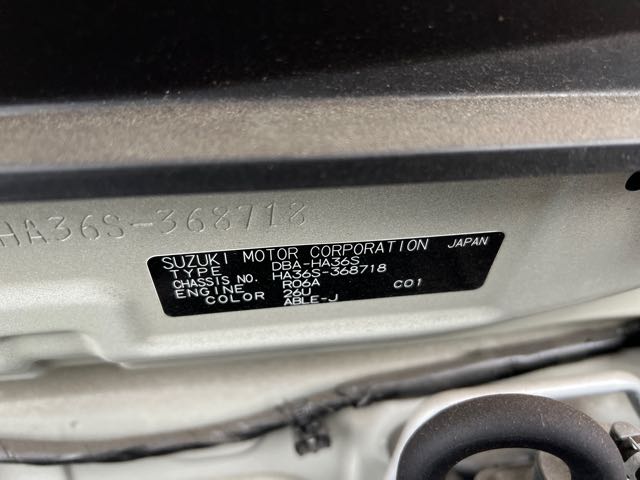 HA36S-368718
SUZUKI MOTOR CORPORATION JAPAN
TYPE DBA-HA36S
CHASSIS NO. HA36S-368718
ENGINE R06A C01
COLOR 26U
ABLE-J